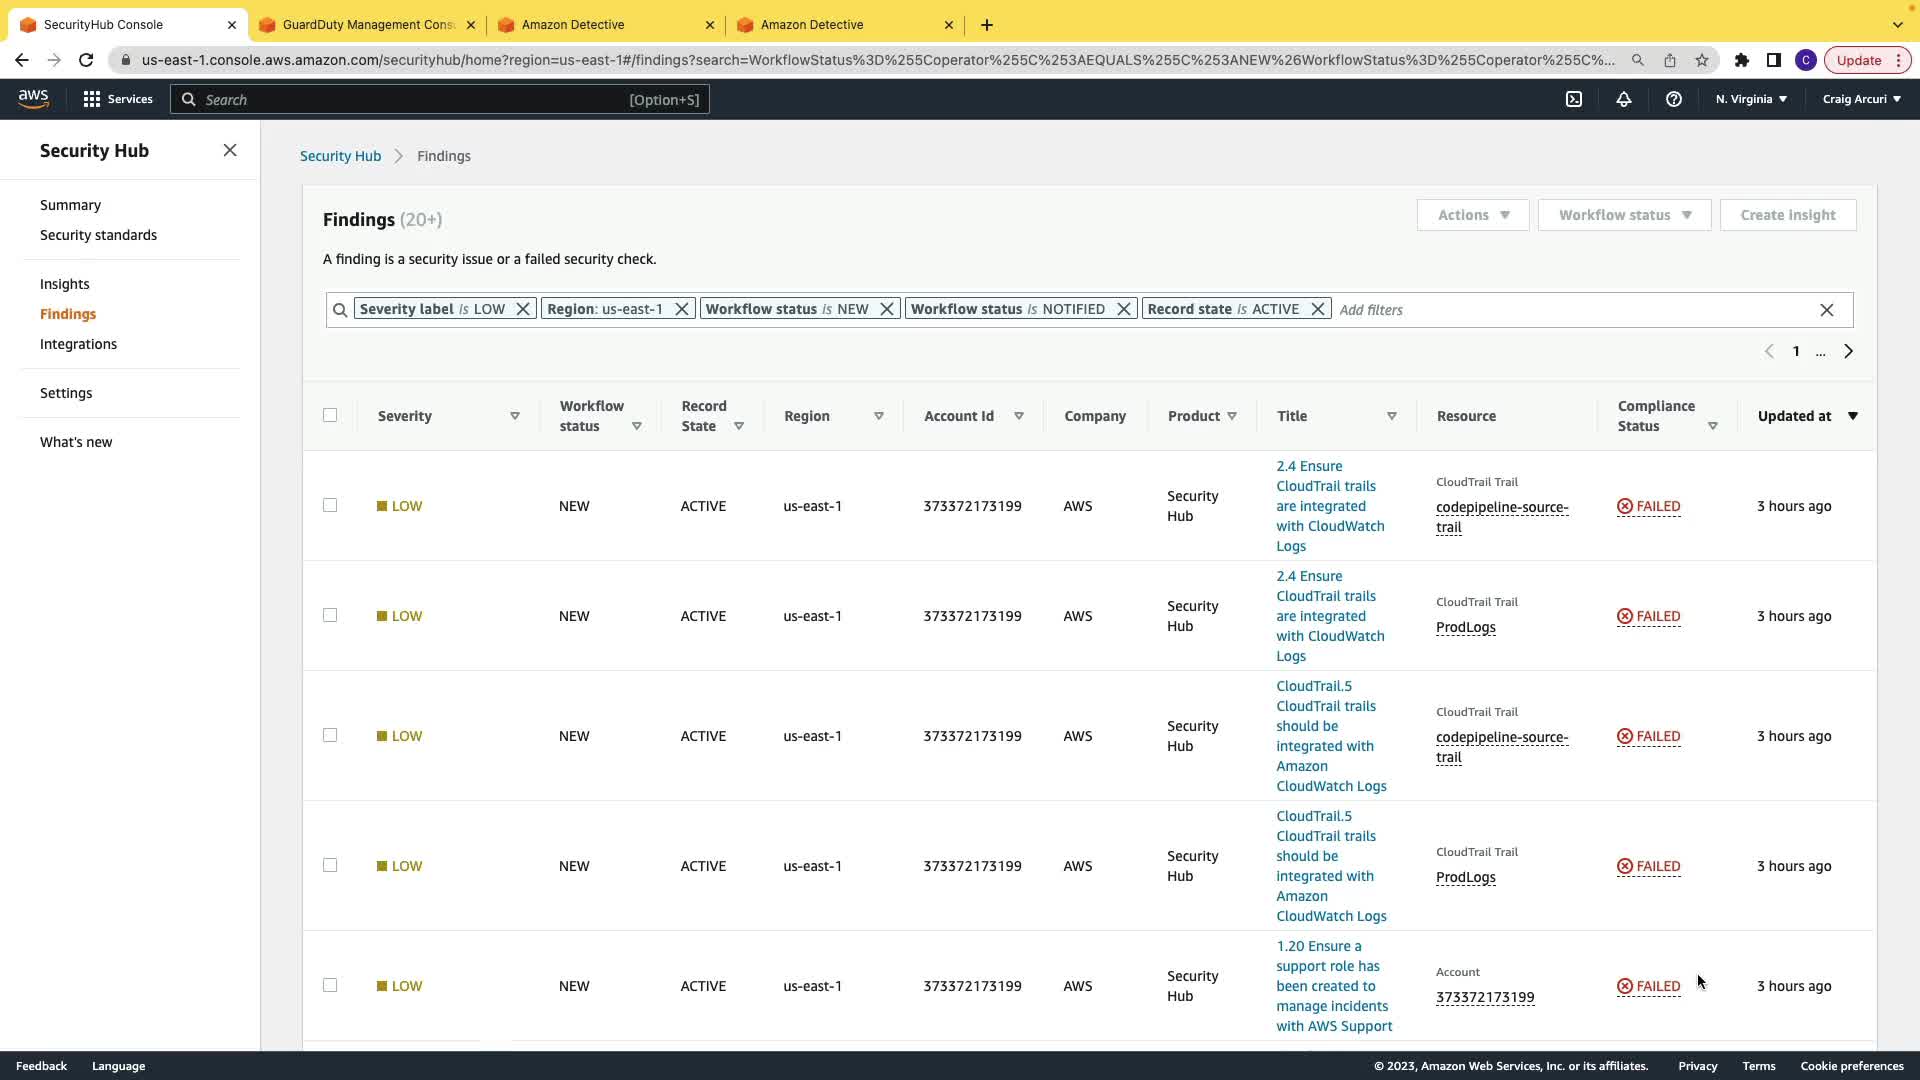 SecurityHub Console
GuardDuty Management Cons
Amazon Detective
Amazon Detective
us-east-1.console.aws.amazon.com/securityhub/home?region=us-east-1#/findings?search=WorkflowStatus%3D%255Coperator%255C%253AEQUALS%255C%253ANEW%26WorkflowStatus%3D%255Coperator%255C%...
C
Update
aws
Services
Search
[Option+S]
N. Virginia
Craig Arcuri
Security Hub
Summary
Security standards
Insights
Findings
Integrations
Settings
What's new
Security Hub > Findings
Findings (20+)
Actions
Workflow status
Create insight
A finding is a security issue or a failed security check.
Severity label is LOW
Region: us-east-1
Workflow status is NEW
Workflow status is NOTIFIED
Record state is ACTIVE
Add filters
1 ...
Severity
Workflow
status
Record
State
Region
Account Id
Company
Product
Title
Resource
Compliance
Status
Updated at
LOW
NEW
ACTIVE
us-east-1
373372173199
AWS
Security
Hub
2.4 Ensure
CloudTrail trails
are integrated
with CloudWatch
Logs
CloudTrail Trail
codepipeline-source-
trail
FAILED
3 hours ago
LOW
NEW
ACTIVE
us-east-1
373372173199
AWS
Security
Hub
2.4 Ensure
CloudTrail trails
are integrated
with CloudWatch
Logs
CloudTrail Trail
ProdLogs
FAILED
3 hours ago
LOW
NEW
ACTIVE
us-east-1
373372173199
AWS
Security
Hub
CloudTrail.5
CloudTrail trails
should be
integrated with
Amazon
CloudWatch Logs
CloudTrail Trail
codepipeline-source-
trail
FAILED
3 hours ago
LOW
NEW
ACTIVE
us-east-1
373372173199
AWS
Security
Hub
CloudTrail.5
CloudTrail trails
should be
integrated with
Amazon
CloudWatch Logs
CloudTrail Trail
ProdLogs
FAILED
3 hours ago
LOW
NEW
ACTIVE
us-east-1
373372173199
AWS
Security
Hub
1.20 Ensure a
support role has
been created to
manage incidents
with AWS Support
Account
373372173199
FAILED
3 hours ago
Feedback
Language
© 2023, Amazon Web Services, Inc. or its affiliates.
Privacy
Terms
Cookie preferences